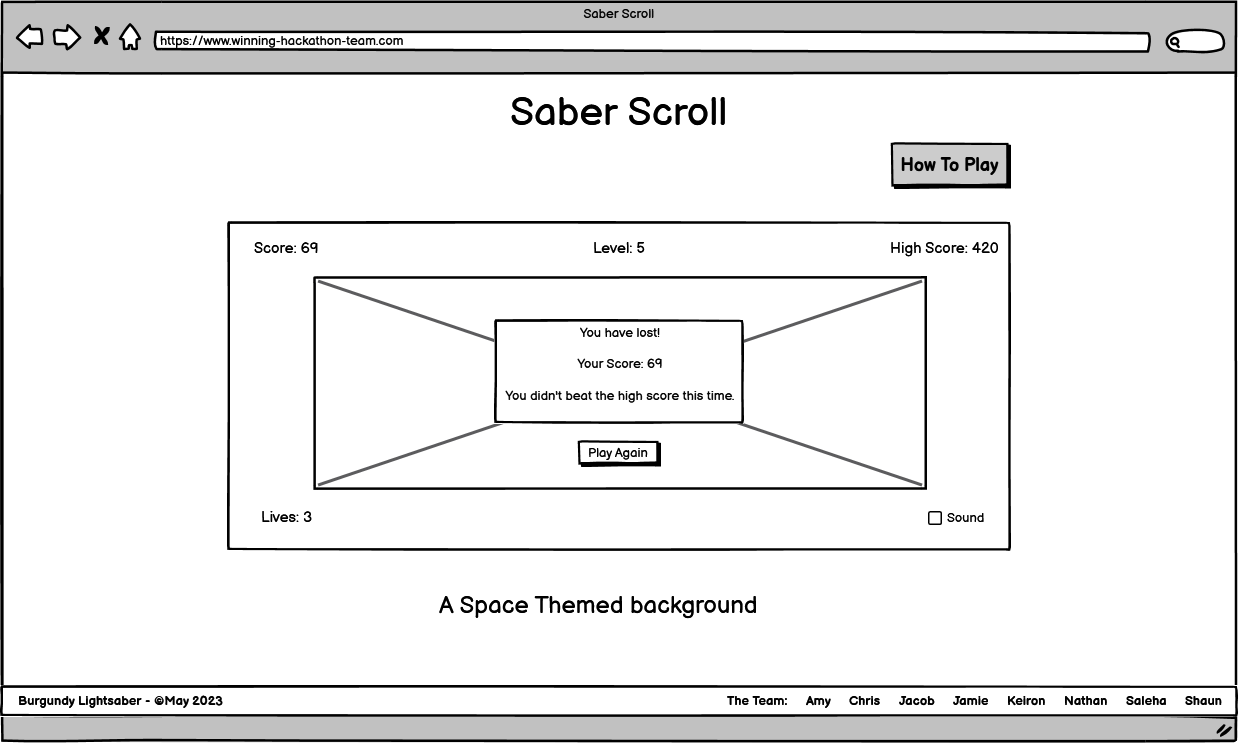 Saber Scroll
https://www.winning-hackathon-team.com
Saber Scroll
How To Play
Score: 69 Level: 5 High Score: 420
You have lost!
Your Score: 69
You didn't beat the high score this time.
Play Again
Lives: 3 Sound
A Space Themed background
Burgundy Lightsaber - ©May 2023 The Team: Amy Chris Jacob Jamie Keiron Nathan Saleha Shaun